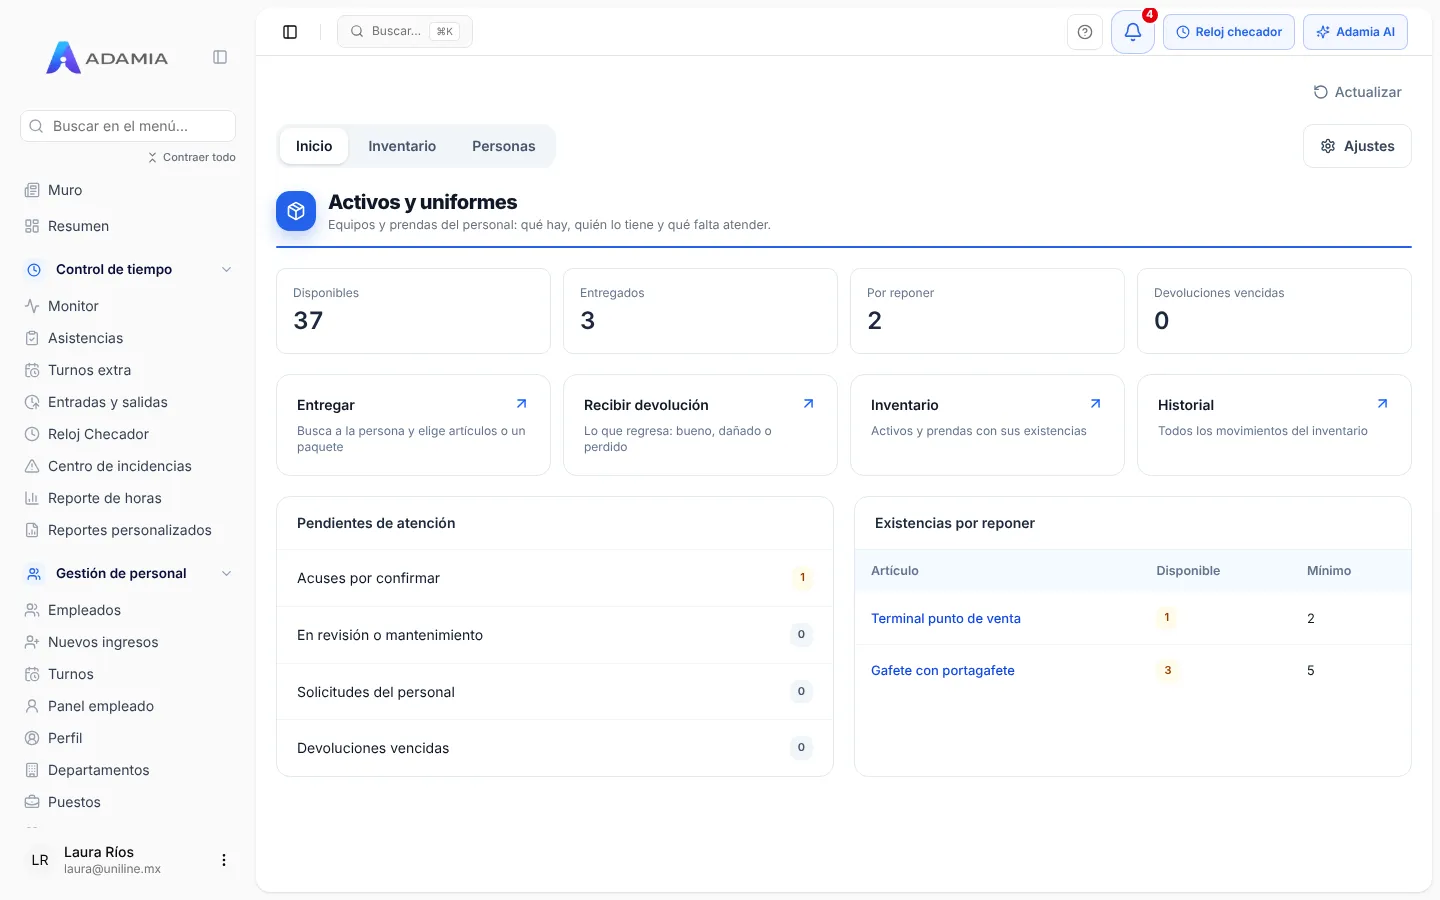 ADAMIA
Buscar en el menú...
Contraer todo
Muro
Resumen
Control de tiempo
Monitor
Asistencias
Turnos extra
Entradas y salidas
Reloj Checador
Centro de incidencias
Reporte de horas
Reportes personalizados
Gestión de personal
Empleados
Nuevos ingresos
Turnos
Panel empleado
Perfil
Departamentos
Puestos
LR
Laura Ríos
laura@uniline.mx
Buscar... ⌘K
4
Reloj checador
Adamia AI
Actualizar
Inicio Inventario Personas
Ajustes
Activos y uniformes
Equipos y prendas del personal: qué hay, quién lo tiene y qué falta atender.
Disponibles
37
Entregados
3
Por reponer
2
Devoluciones vencidas
0
Entregar
Busca a la persona y elige artículos o un
paquete
Recibir devolución
Lo que regresa: bueno, dañado o
perdido
Inventario
Activos y prendas con sus existencias
Historial
Todos los movimientos del inventario
Pendientes de atención
Acuses por confirmar 1
En revisión o mantenimiento 0
Solicitudes del personal 0
Devoluciones vencidas 0
Existencias por reponer
Artículo Disponible Mínimo
Terminal punto de venta 1 2
Gafete con portagafete 3 5